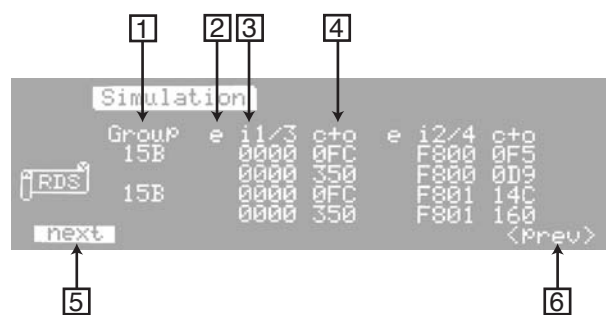 1 2 3 4
Simulation
Group e i1/3 c+o e i2/4 c+o
15B 0000 0FC F800 0F5
0000 350 F800 0D9
RDS
15B 0000 0FC F801 14C
0000 350 F801 160
next <prev>
5 6